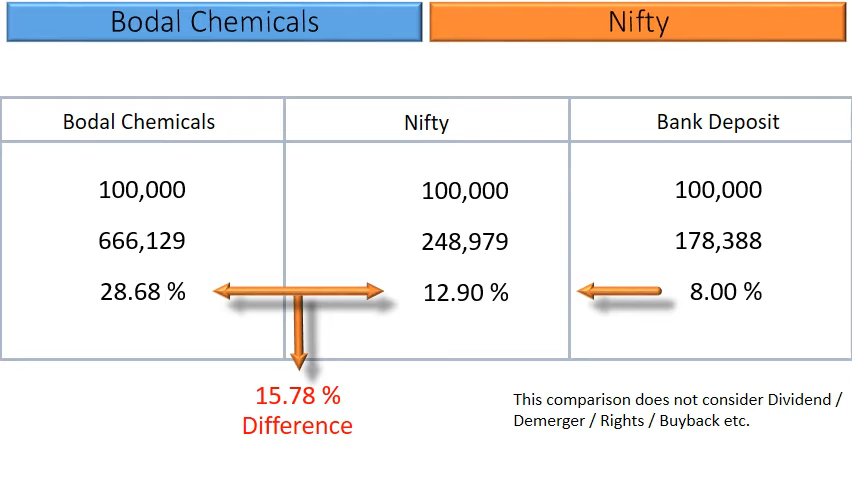 Bodal Chemicals
Nifty
Bodal Chemicals
Nifty
Bank Deposit
100,000
100,000
100,000
666,129
248,979
178,388
28.68 %
12.90 %
8.00 %
15.78 %
Difference
This comparison does not consider Dividend /
Demerger / Rights / Buyback etc.